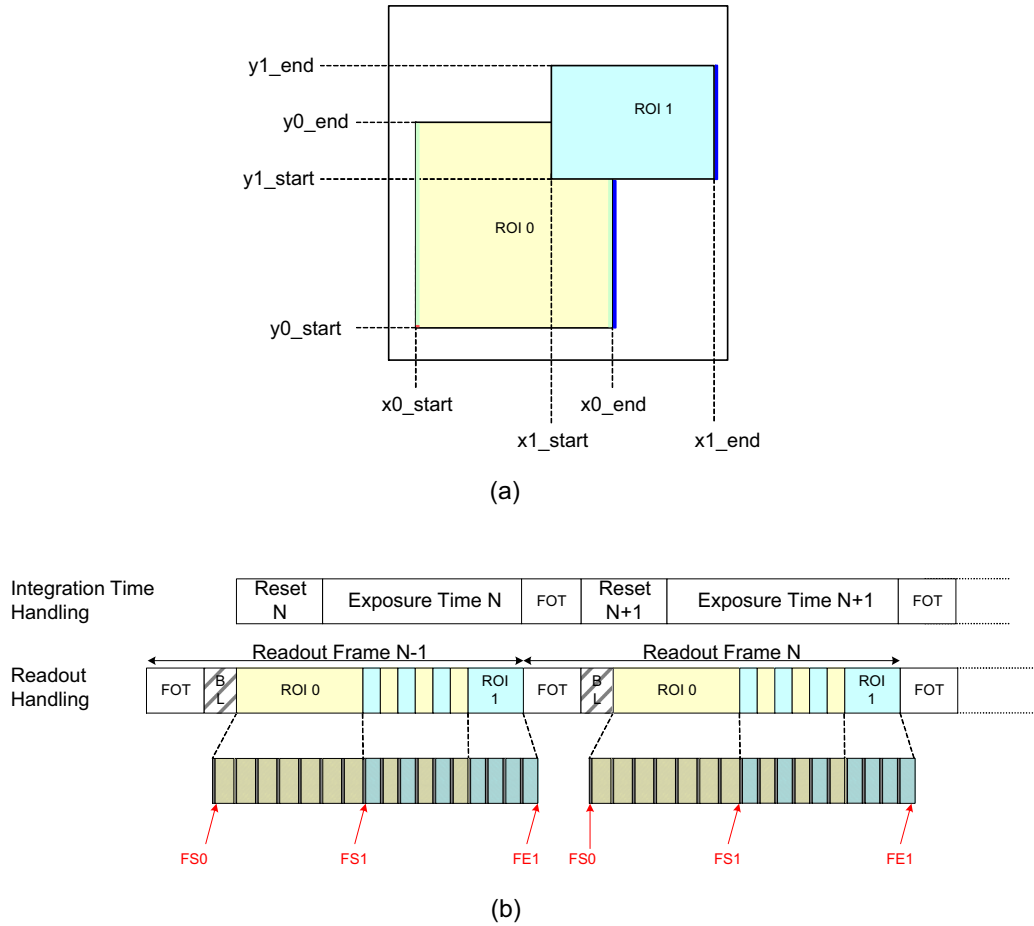 y1_end
ROI 1
y0_end
y1_start
ROI 0
y0_start
x0_start
x0_end
x1_start
x1_end
(a)
Integration Time
Handling
Reset
N
Exposure Time N
FOT
Reset
N+1
Exposure Time N+1
FOT
Readout Frame N-1
Readout Frame N
Readout
Handling
FOT
B
L
ROI 0
ROI
1
FOT
B
L
ROI 0
ROI
1
FOT
FS0
FS1
FE1
FS0
FS1
FE1
(b)